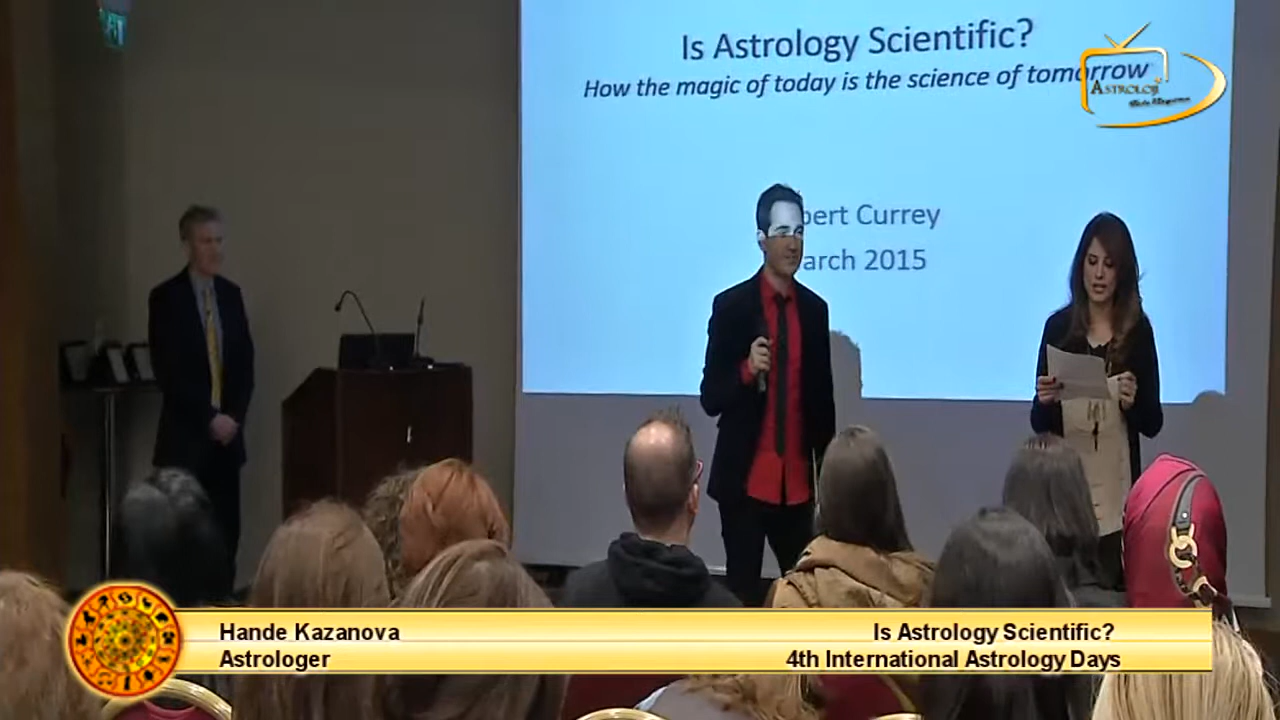 Is Astrology Scientific?
How the magic of today is the science of tomorrow
ASTROLOJİ
bert Currey
arch 2015
Hande Kazanova
Astrologer
Is Astrology Scientific?
4th International Astrology Days